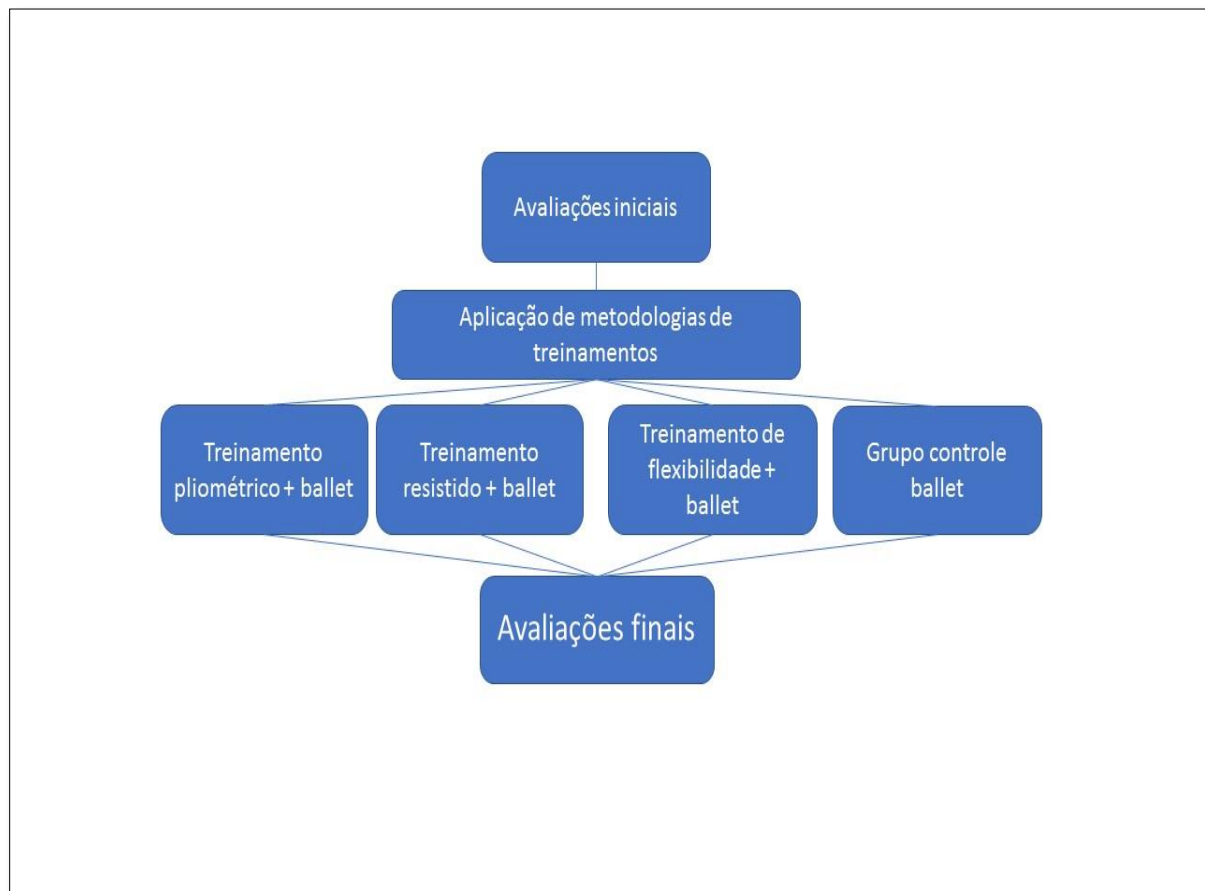 Avaliações iniciais
Aplicação de metodologias de
treinamentos
Treinamento
pliométrico + ballet
Treinamento
resistido + ballet
Treinamento de
flexibilidade +
ballet
Grupo controle
ballet
Avaliações finais